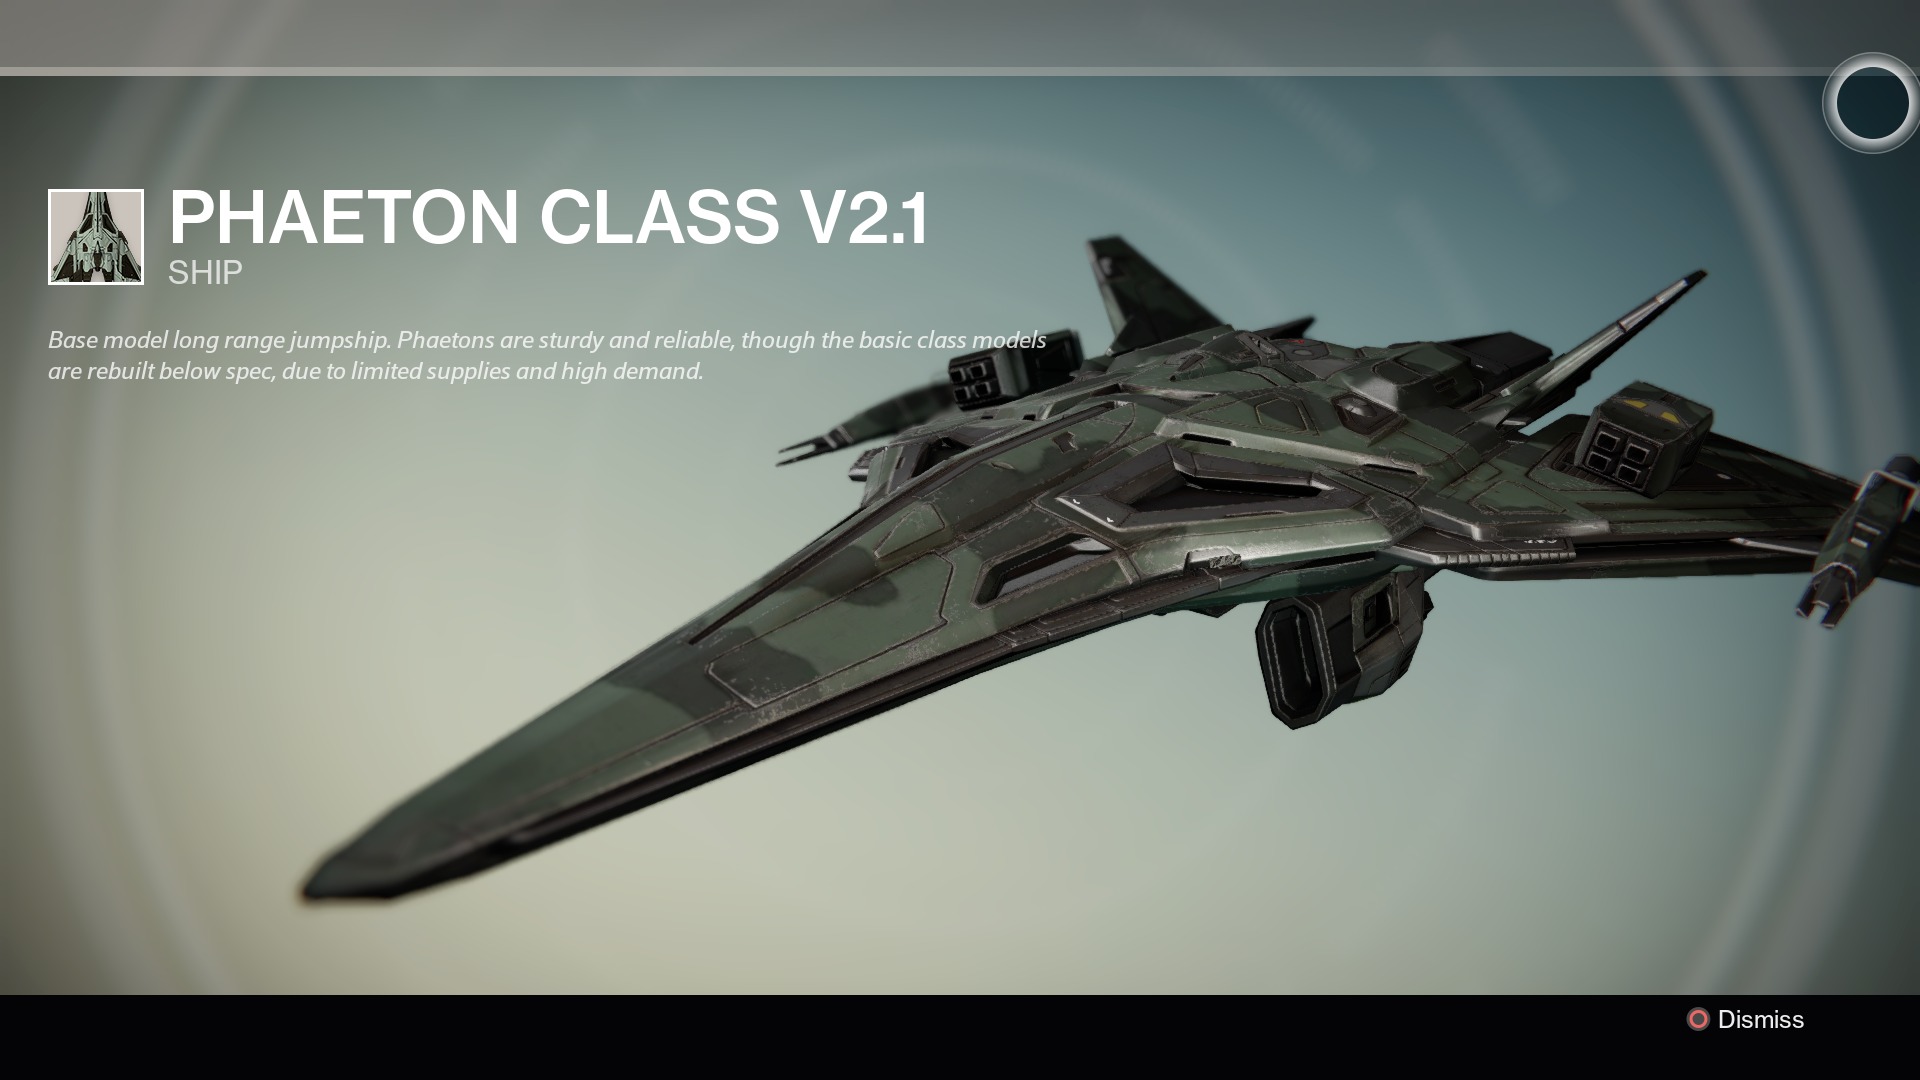 PHAETON CLASS V2.1
SHIP
Base model long range jumpship. Phaetons are sturdy and reliable, though the basic class models
are rebuilt below spec, due to limited supplies and high demand.
Dismiss